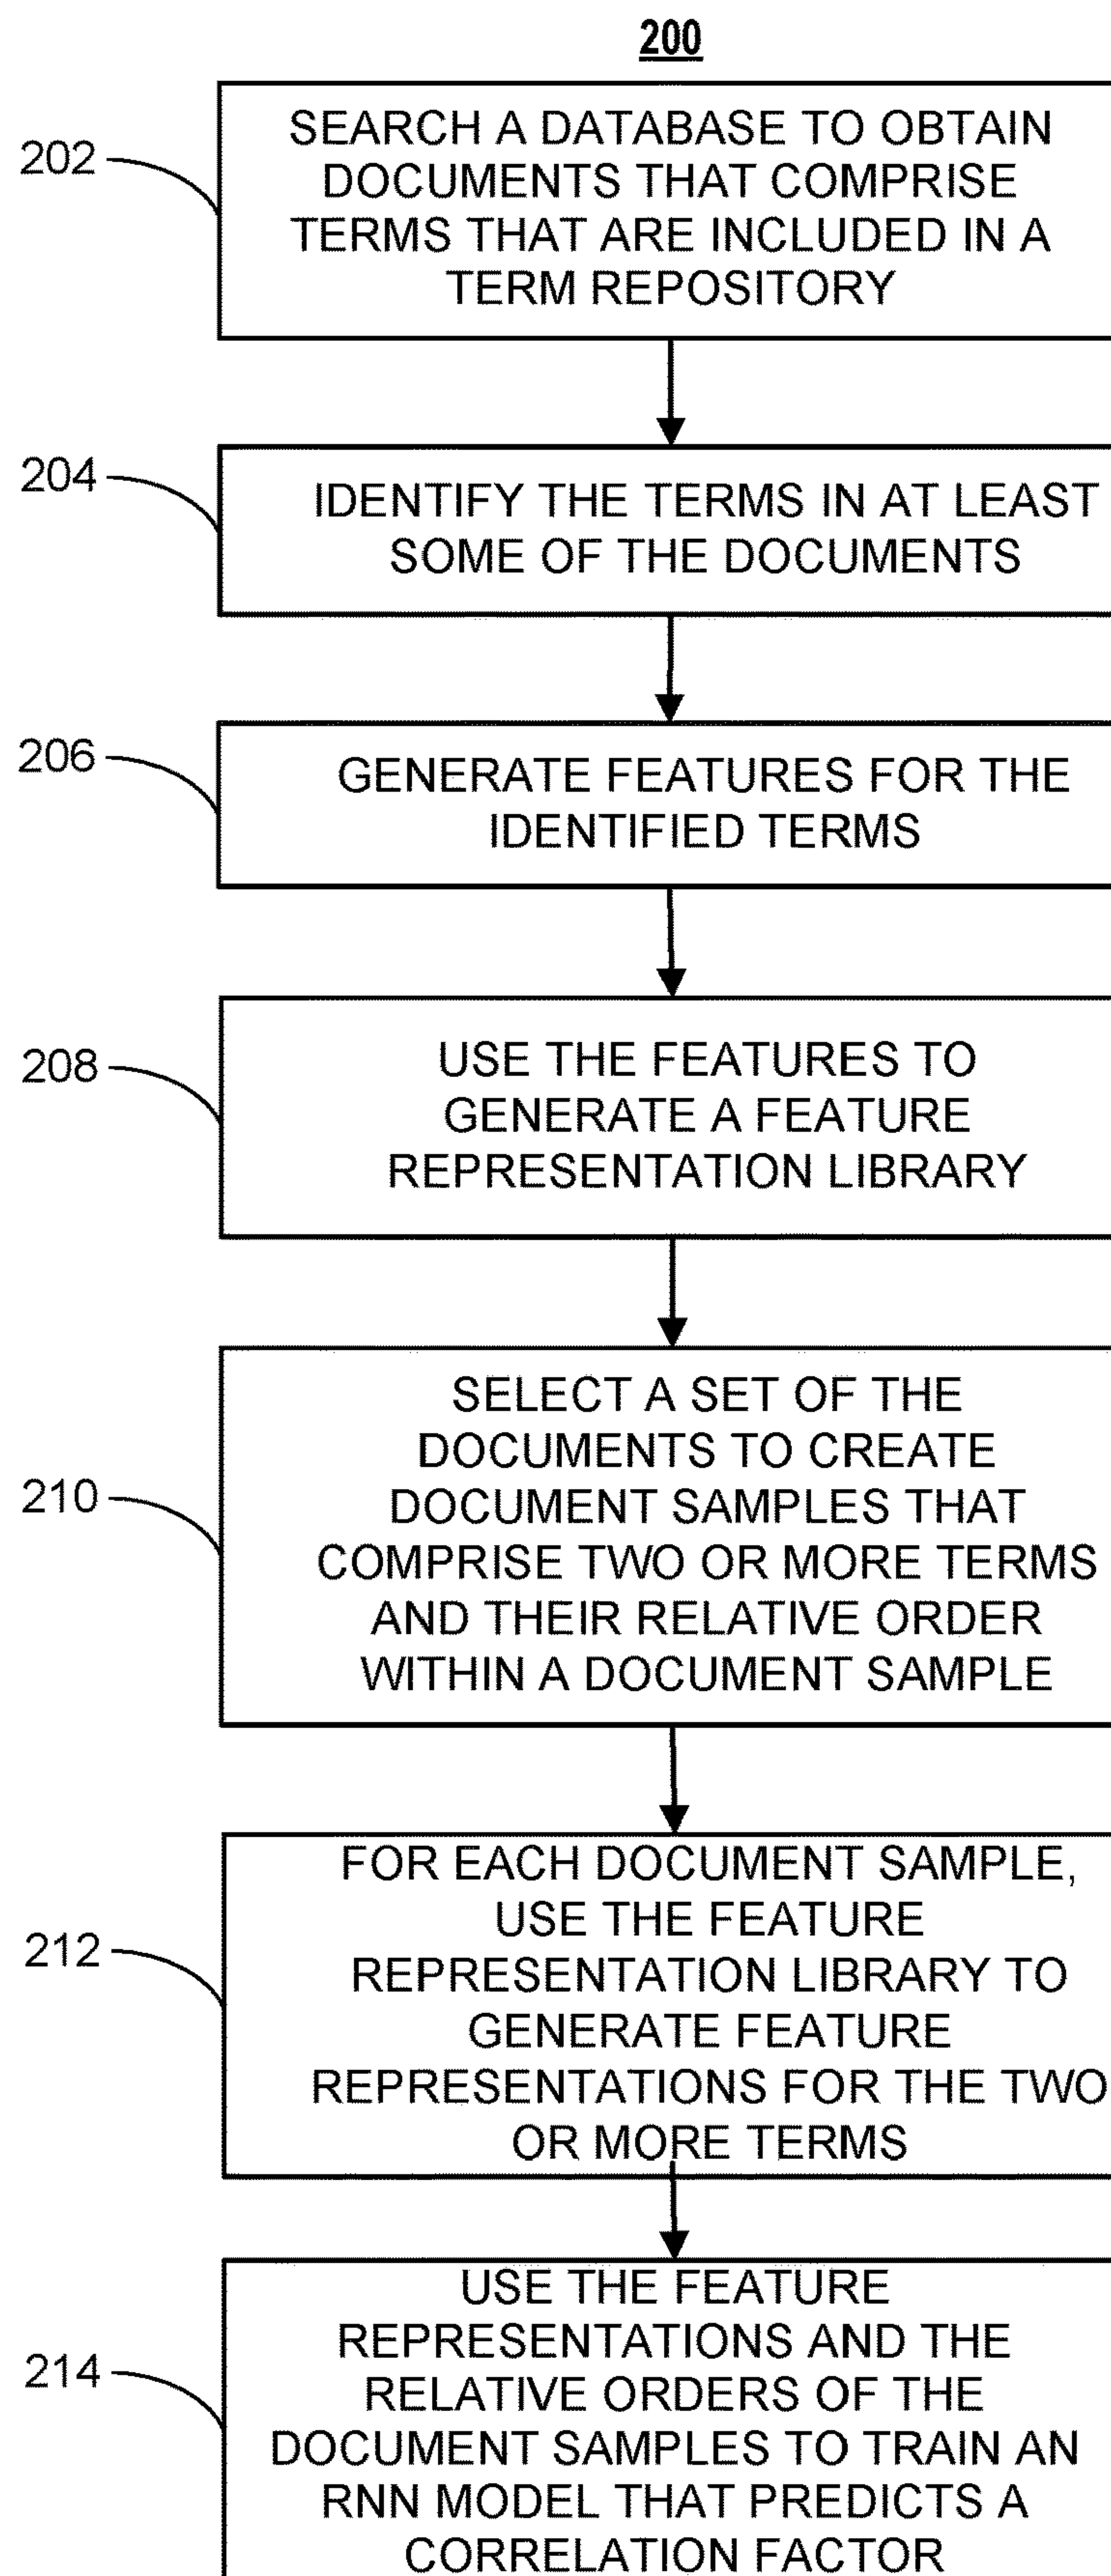 200
202
SEARCH A DATABASE TO OBTAIN
DOCUMENTS THAT COMPRISE
TERMS THAT ARE INCLUDED IN A
TERM REPOSITORY
204
IDENTIFY THE TERMS IN AT LEAST
SOME OF THE DOCUMENTS
206
GENERATE FEATURES FOR THE
IDENTIFIED TERMS
208
USE THE FEATURES TO
GENERATE A FEATURE
REPRESENTATION LIBRARY
210
SELECT A SET OF THE
DOCUMENTS TO CREATE
DOCUMENT SAMPLES THAT
COMPRISE TWO OR MORE TERMS
AND THEIR RELATIVE ORDER
WITHIN A DOCUMENT SAMPLE
212
FOR EACH DOCUMENT SAMPLE,
USE THE FEATURE
REPRESENTATION LIBRARY TO
GENERATE FEATURE
REPRESENTATIONS FOR THE TWO
OR MORE TERMS
214
USE THE FEATURE
REPRESENTATIONS AND THE
RELATIVE ORDERS OF THE
DOCUMENT SAMPLES TO TRAIN AN
RNN MODEL THAT PREDICTS A
CORRELATION FACTOR